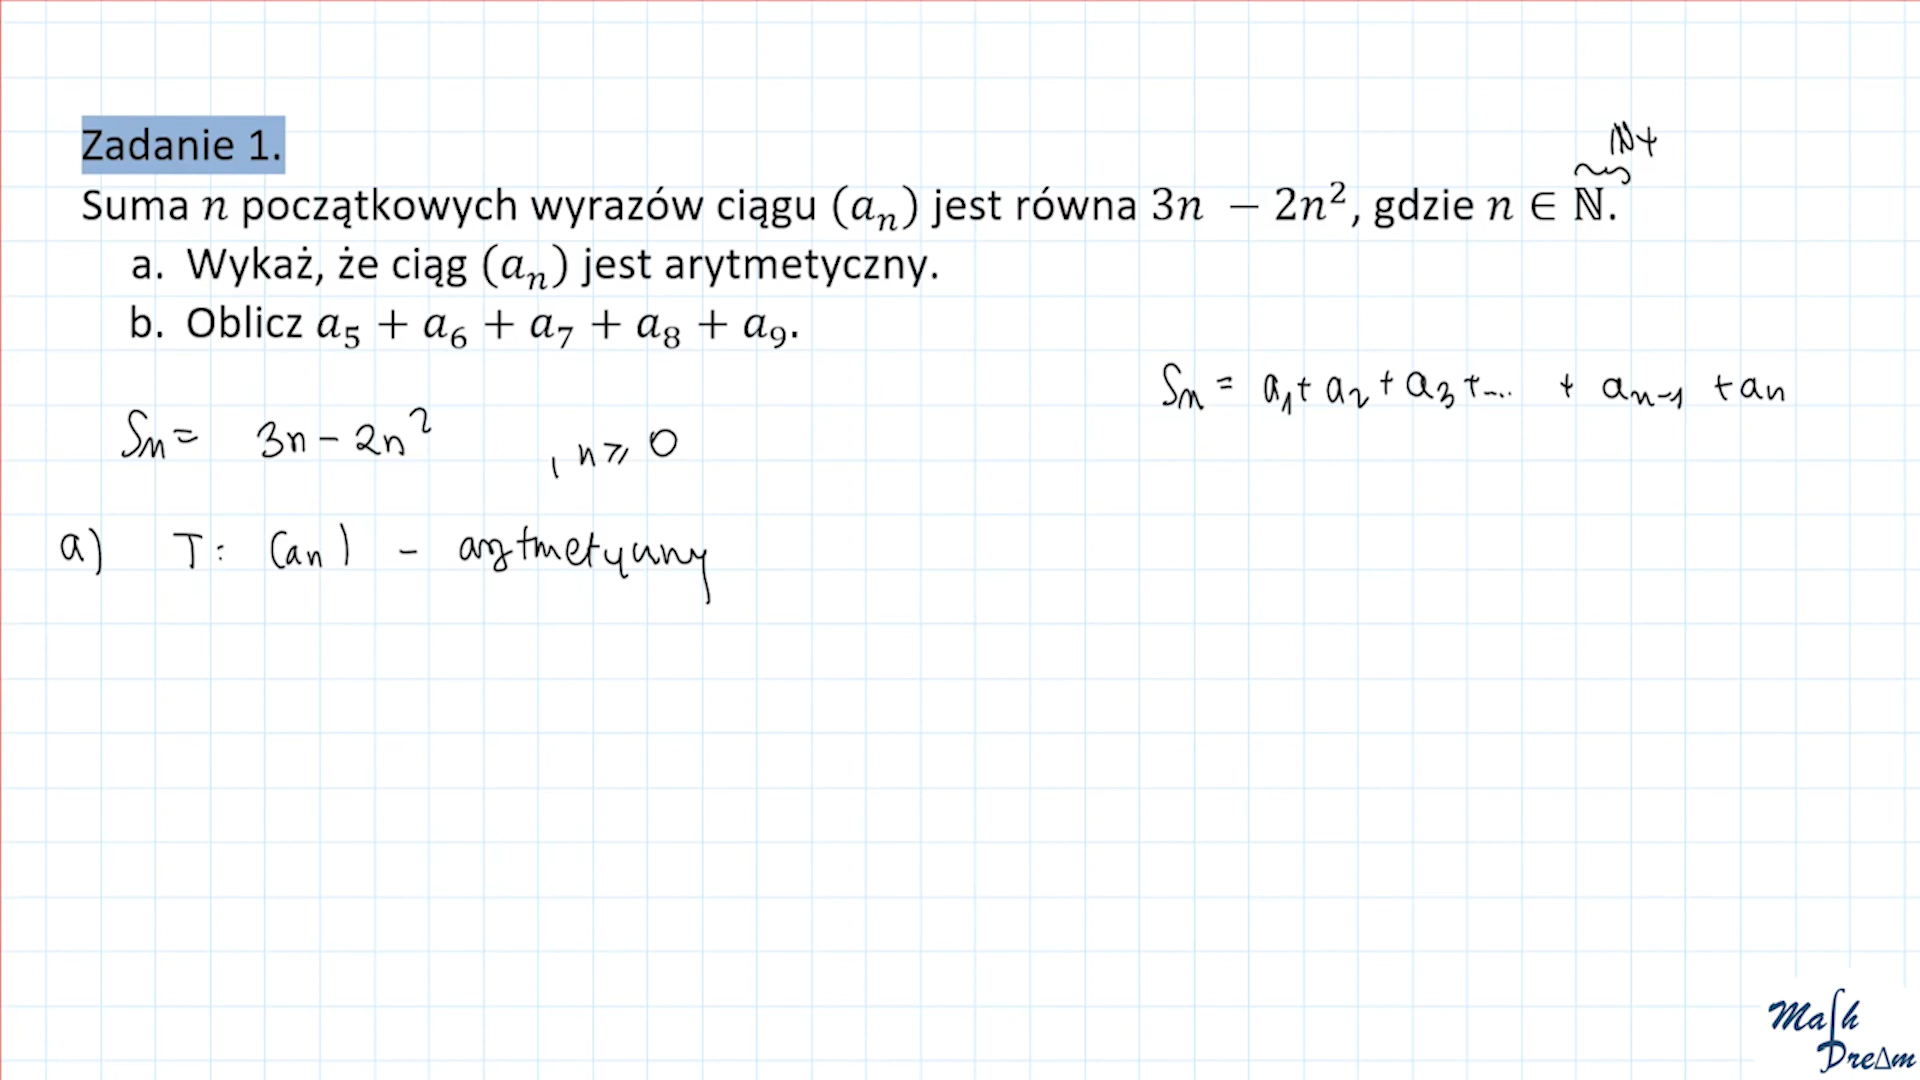 Zadanie 1.
ℕ+
Suma n początkowych wyrazów ciągu (aₙ) jest równa 3n − 2n², gdzie n ∈ ℕ.
a. Wykaż, że ciąg (aₙ) jest arytmetyczny.
b. Oblicz a₅ + a₆ + a₇ + a₈ + a₉.
Sₙ = a₁ + a₂ + a₃ + ... + aₙ₋₁ + aₙ
Sₙ = 3n − 2n² , n ⩾ 0
a) T: (aₙ) - arytmetyczny
Math
Dre∆m